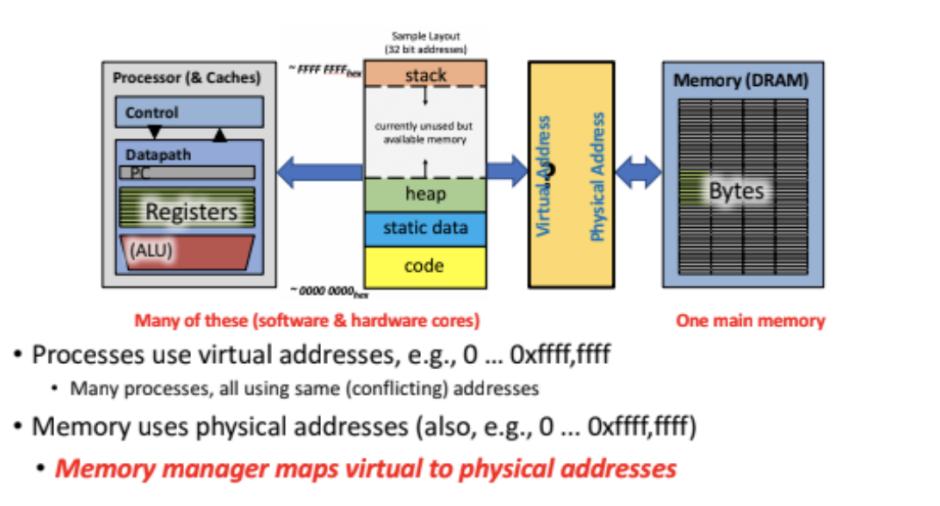 Sample Layout
(32 bit addresses)
Processor (& Caches)
Control
Datapath
PC
Registers
(ALU)
~ FFFF FFFFhex
stack
currently unused but
available memory
heap
static data
code
~ 0000 0000hex
Virtual Address
?
Physical Address
Memory (DRAM)
Bytes
Many of these (software & hardware cores)
One main memory
• Processes use virtual addresses, e.g., 0 ... 0xffff,ffff
• Many processes, all using same (conflicting) addresses
• Memory uses physical addresses (also, e.g., 0 ... 0xffff,ffff)
• Memory manager maps virtual to physical addresses